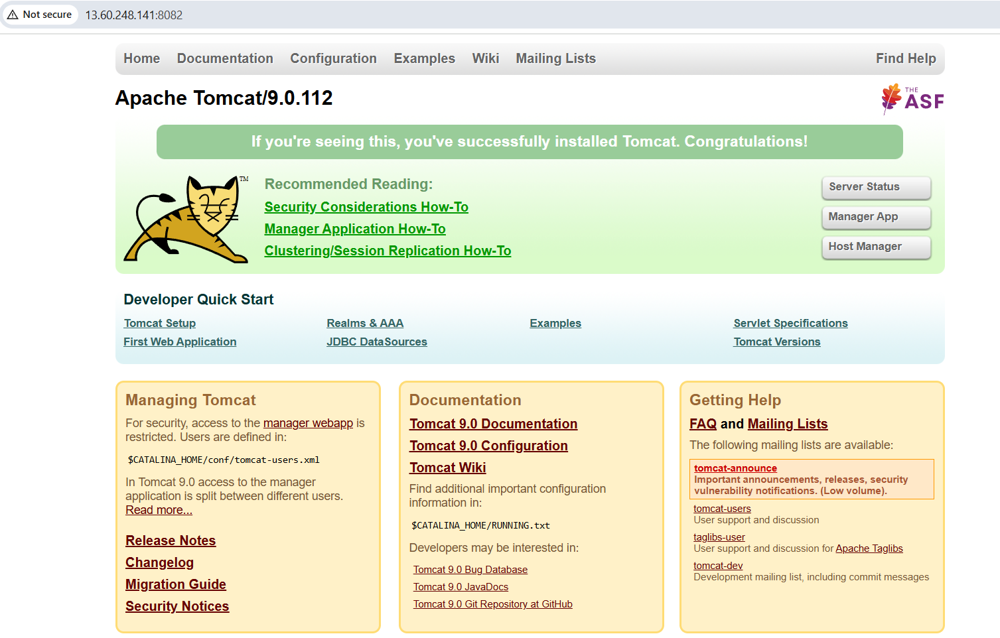 Not secure 13.60.248.141:8082
Home Documentation Configuration Examples Wiki Mailing Lists Find Help
Apache Tomcat/9.0.112
THE
ASF
If you're seeing this, you've successfully installed Tomcat. Congratulations!
TM
Recommended Reading:
Security Considerations How-To
Manager Application How-To
Clustering/Session Replication How-To
Server Status
Manager App
Host Manager
Developer Quick Start
Tomcat Setup
First Web Application
Realms & AAA
JDBC DataSources
Examples
Servlet Specifications
Tomcat Versions
Managing Tomcat
For security, access to the manager webapp is
restricted. Users are defined in:
$CATALINA_HOME/conf/tomcat-users.xml
In Tomcat 9.0 access to the manager
application is split between different users.
Read more...
Release Notes
Changelog
Migration Guide
Security Notices
Documentation
Tomcat 9.0 Documentation
Tomcat 9.0 Configuration
Tomcat Wiki
Find additional important configuration
information in:
$CATALINA_HOME/RUNNING.txt
Developers may be interested in:
Tomcat 9.0 Bug Database
Tomcat 9.0 JavaDocs
Tomcat 9.0 Git Repository at GitHub
Getting Help
FAQ and Mailing Lists
The following mailing lists are available:
tomcat-announce
Important announcements, releases, security
vulnerability notifications. (Low volume).
tomcat-users
User support and discussion
taglibs-user
User support and discussion for Apache Taglibs
tomcat-dev
Development mailing list, including commit messages